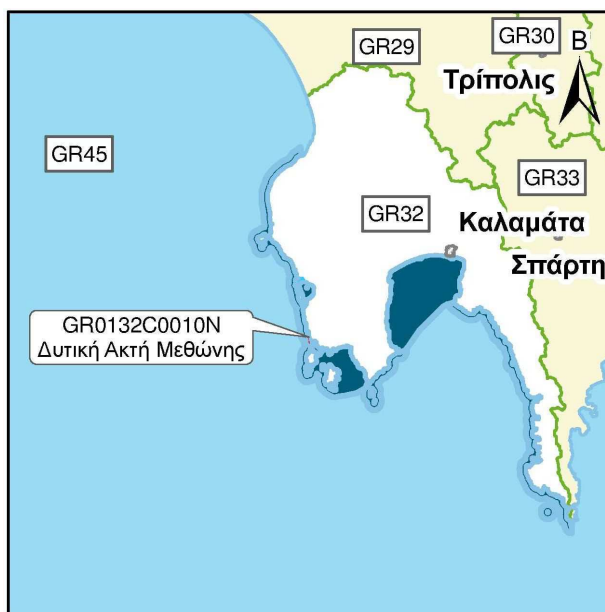 GR29
GR30
Β
Τρίπολις
GR45
GR33
GR32
Καλαμάτα
Σπάρτη
GR0132C0010N
Δυτική Ακτή Μεθώνης